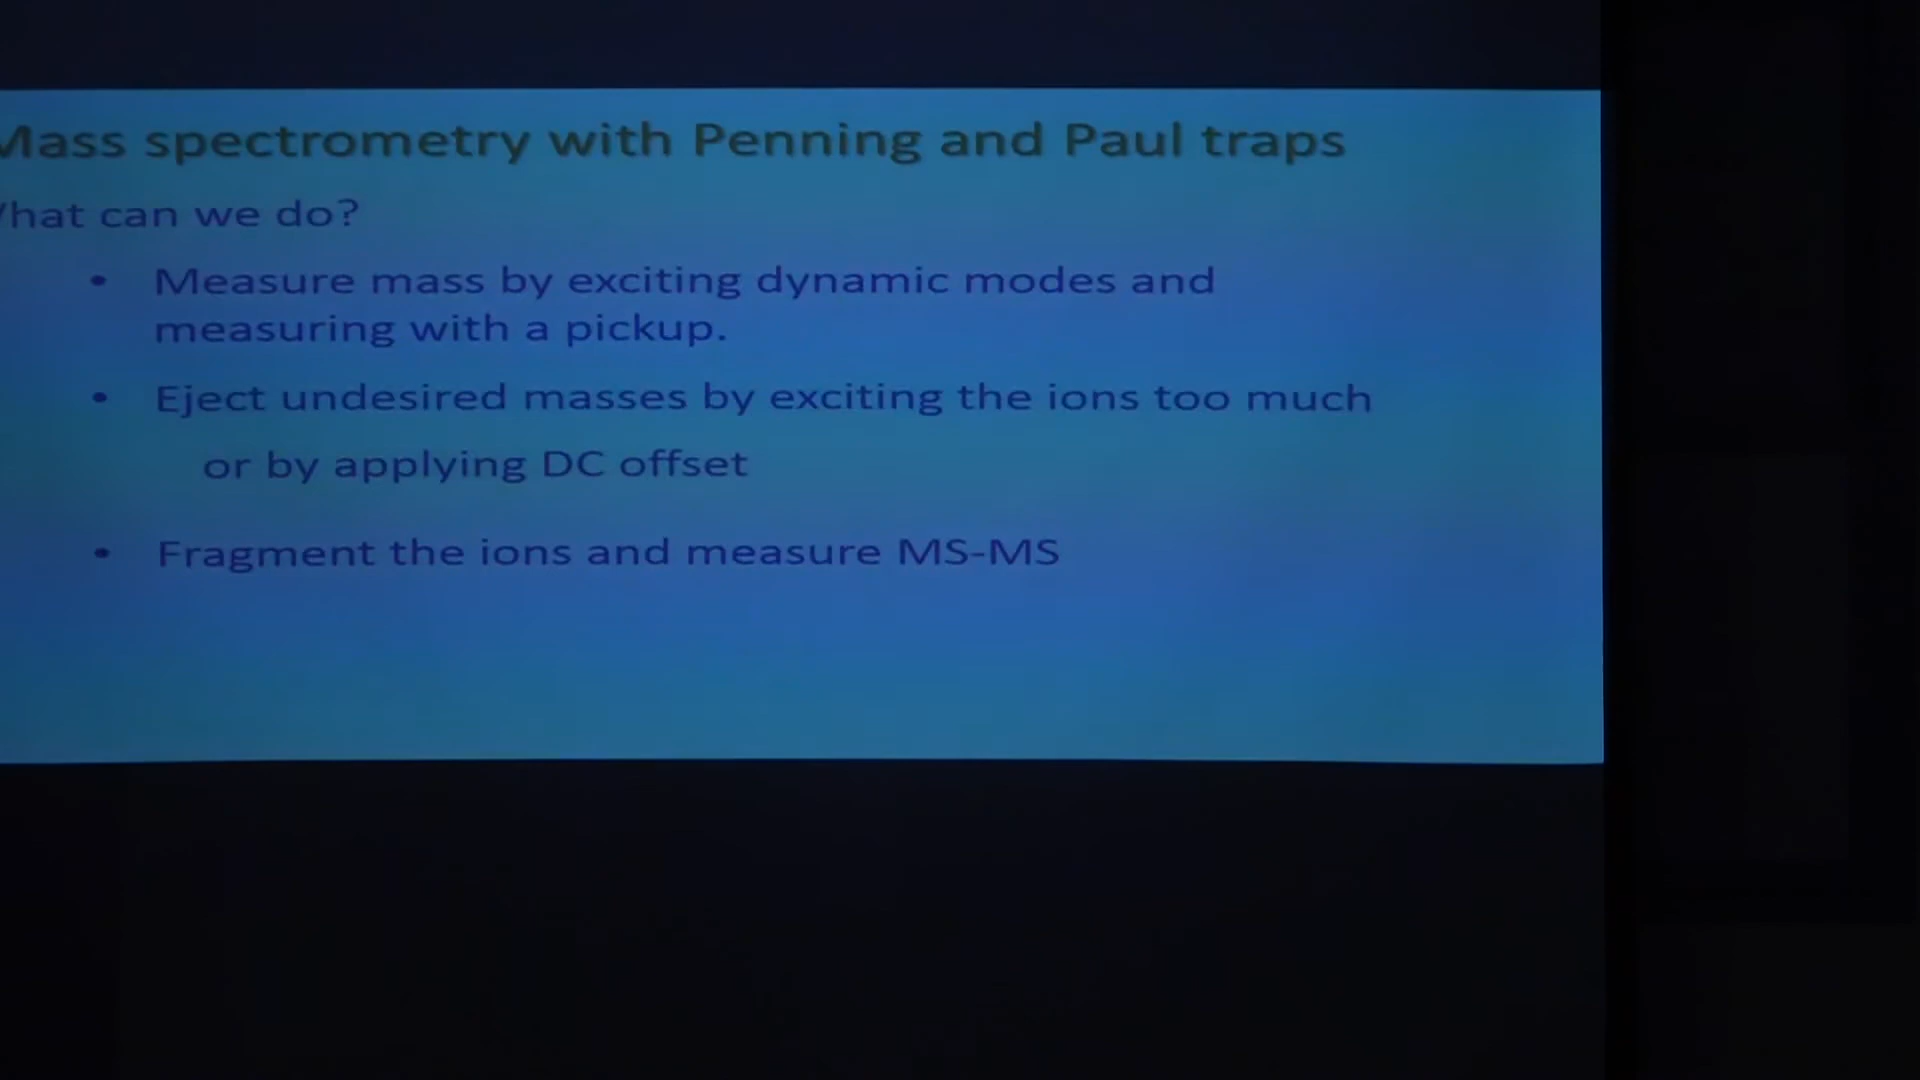 Mass spectrometry with Penning and Paul traps
What can we do?
• Measure mass by exciting dynamic modes and
measuring with a pickup.
• Eject undesired masses by exciting the ions too much
or by applying DC offset
• Fragment the ions and measure MS-MS